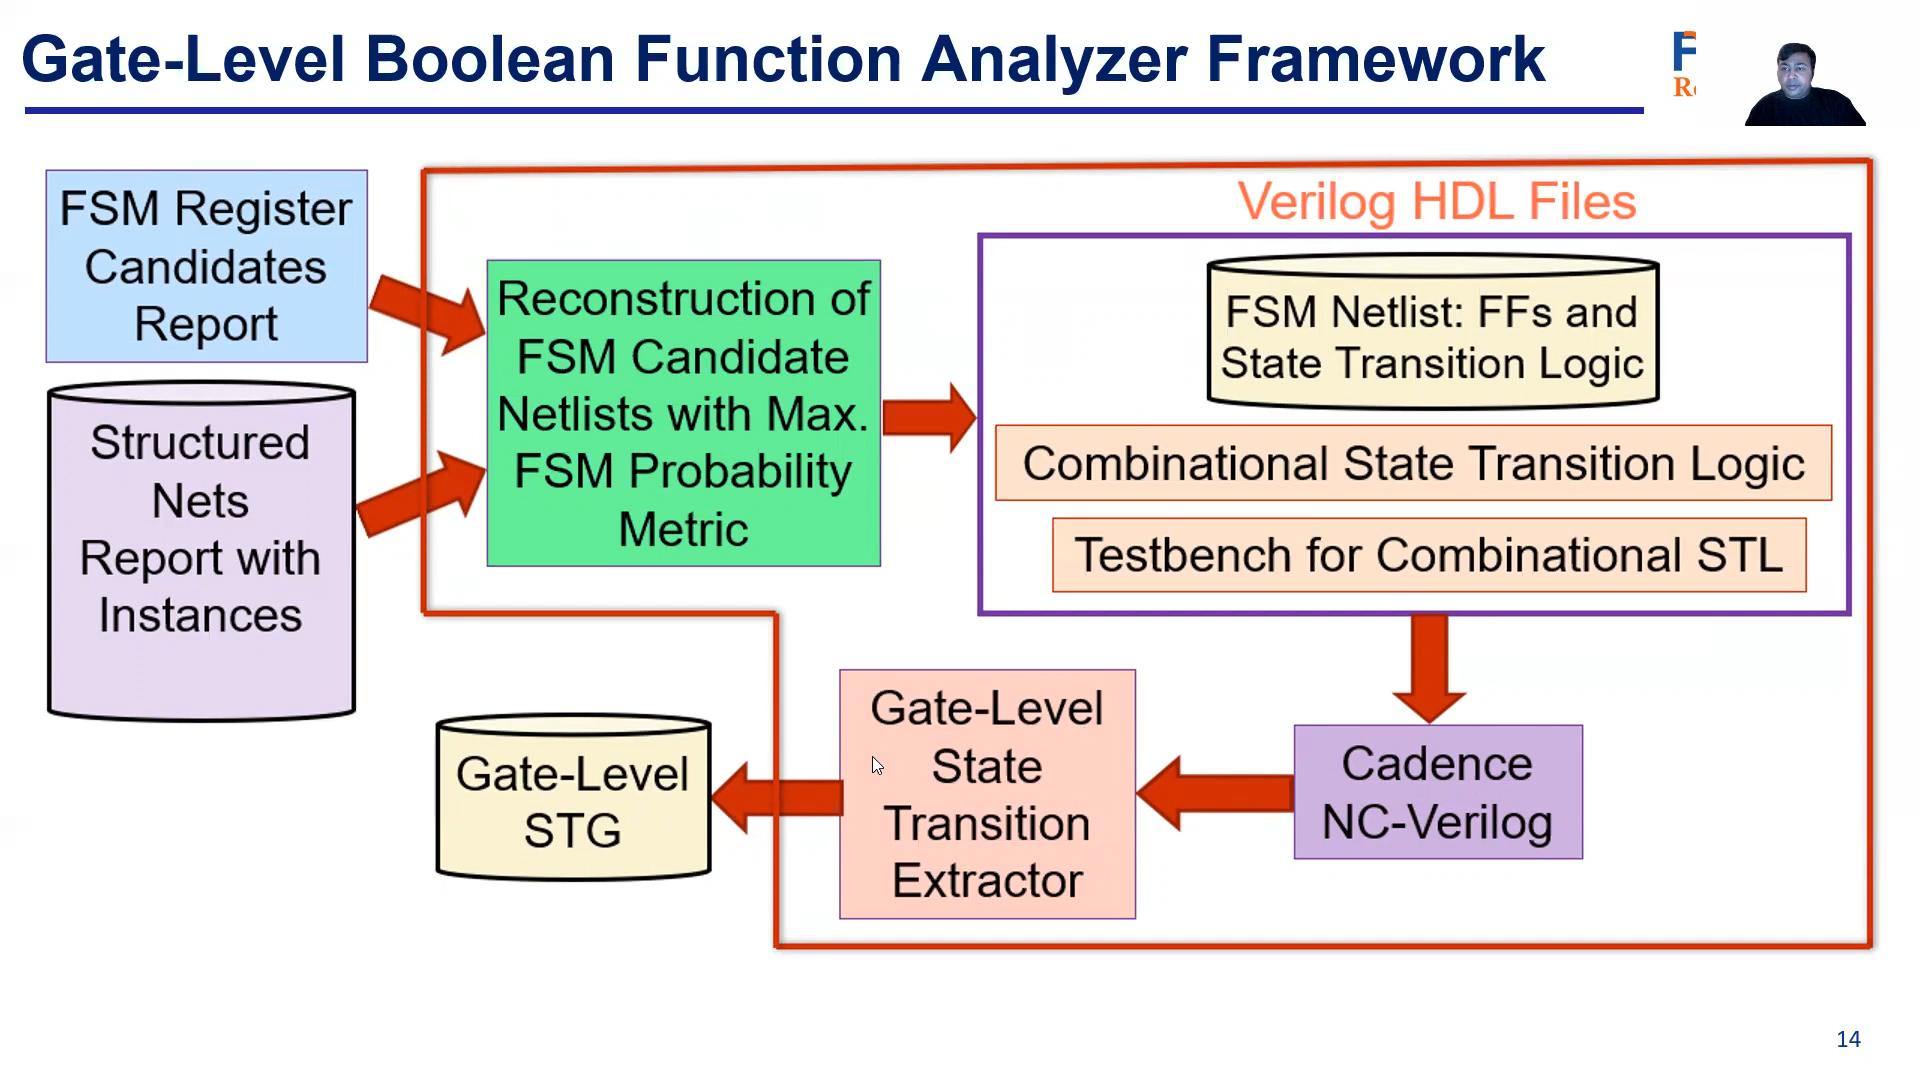 Gate-Level Boolean Function Analyzer Framework
FSM Register
Candidates
Report
Structured
Nets
Report with
Instances
Reconstruction of
FSM Candidate
Netlists with Max.
FSM Probability
Metric
Verilog HDL Files
FSM Netlist: FFs and
State Transition Logic
Combinational State Transition Logic
Testbench for Combinational STL
Cadence
NC-Verilog
Gate-Level
State
Transition
Extractor
Gate-Level
STG
14